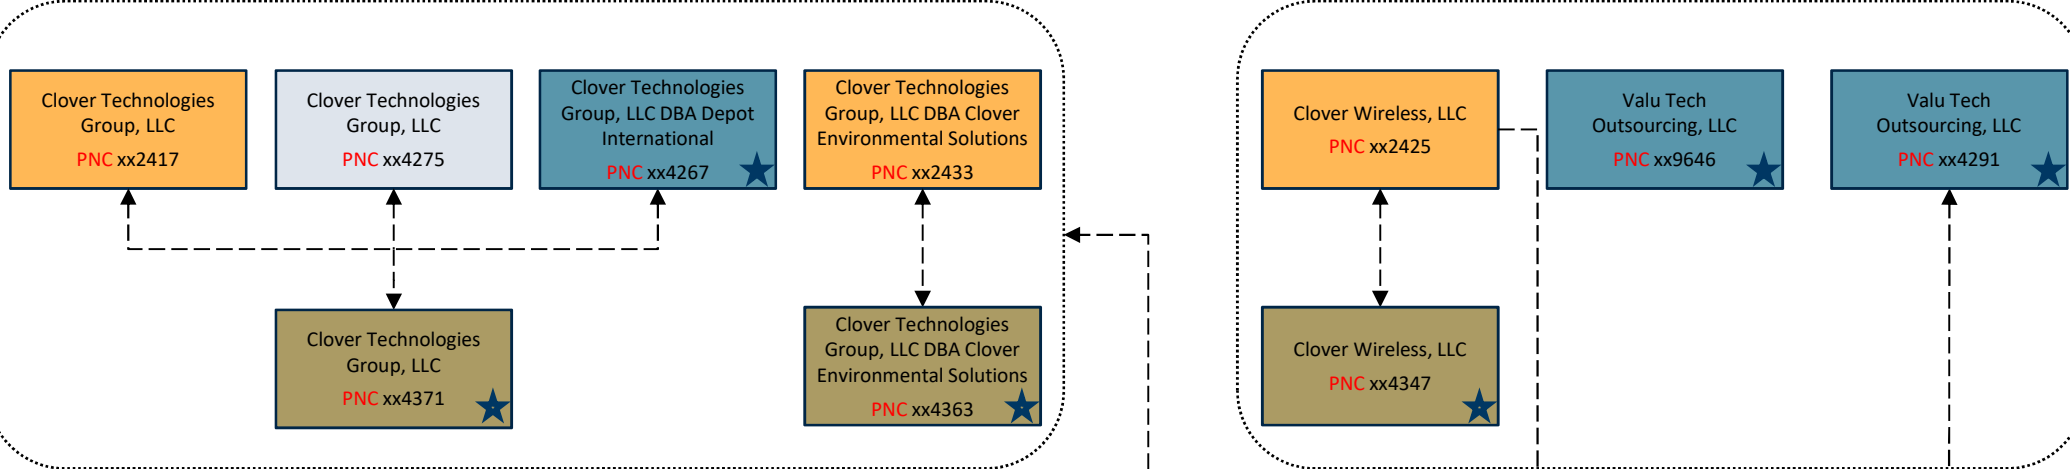 Clover Technologies
Group, LLC
PNC xx2417
Clover Technologies
Group, LLC
PNC xx4275
Clover Technologies
Group, LLC DBA Depot
International
PNC xx4267
Clover Technologies
Group, LLC DBA Clover
Environmental Solutions
PNC xx2433
Clover Technologies
Group, LLC
PNC xx4371
Clover Technologies
Group, LLC DBA Clover
Environmental Solutions
PNC xx4363
Clover Wireless, LLC
PNC xx2425
Valu Tech
Outsourcing, LLC
PNC xx9646
Valu Tech
Outsourcing, LLC
PNC xx4291
Clover Wireless, LLC
PNC xx4347